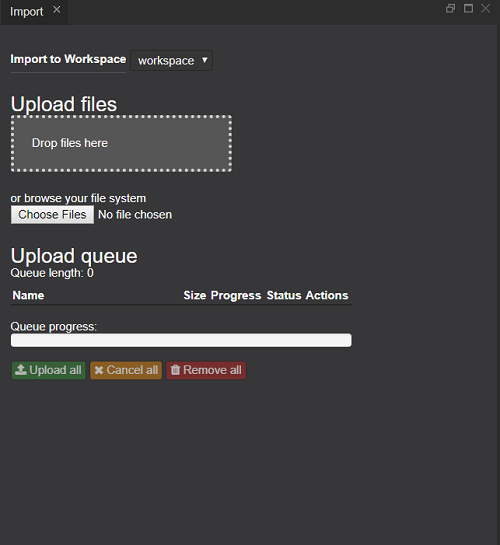 Import
Import to Workspace workspace
Upload files
Drop files here
or browse your file system
Choose Files No file chosen
Upload queue
Queue length: 0
Name Size Progress Status Actions
Queue progress:
Upload all Cancel all Remove all